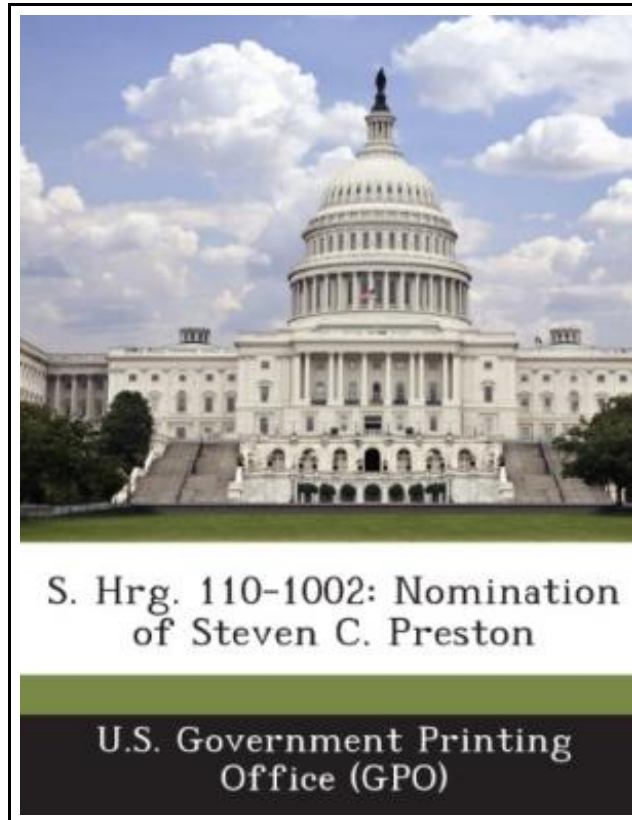 S. Hrg. 110-1002: Nomination
of Steven C. Preston
U.S. Government Printing
Office (GPO)